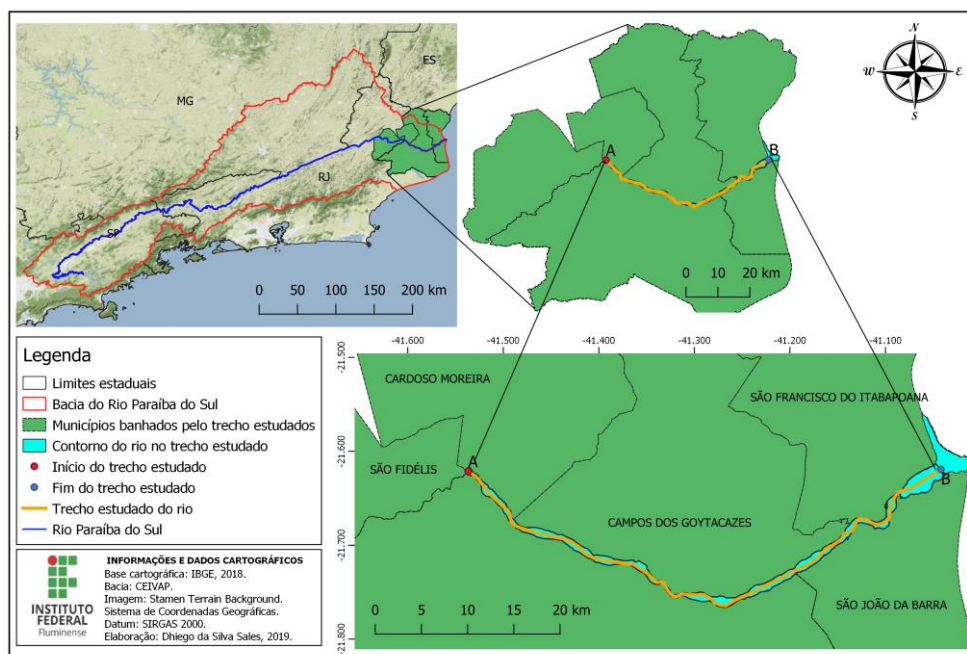 MG
ES
RJ
SP
0 50 100 150 200 km
N
W
E
S
A
B
0 10 20 km
Legenda
Limites estaduais
Bacia do Rio Paraíba do Sul
Municípios banhados pelo trecho estudados
Contorno do rio no trecho estudado
Início do trecho estudado
Fim do trecho estudado
Trecho estudado do rio
Rio Paraíba do Sul
INSTITUTO
FEDERAL
Fluminense
INFORMAÇÕES E DADOS CARTOGRÁFICOS
Base cartográfica: IBGE, 2018.
Bacia: CEIVAP.
Imagem: Stamen Terrain Background.
Sistema de Coordenadas Geográficas.
Datum: SIRGAS 2000.
Elaboração: Dhiego da Silva Sales, 2019.
-41.600 -41.500 -41.400 -41.300 -41.200 -41.100
-21.500
-21.600
-21.700
-21.800
CARDOSO MOREIRA
SÃO FRANCISCO DO ITABAPOANA
SÃO FIDÉLIS
A
B
CAMPOS DOS GOYTACAZES
SÃO JOÃO DA BARRA
0 5 10 20 km